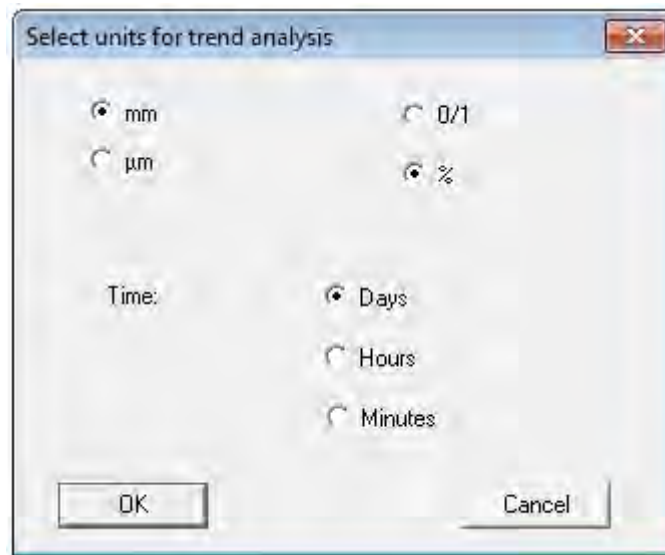 Select units for trend analysis
mm
0/1
µm
%
Time:
Days
Hours
Minutes
OK
Cancel